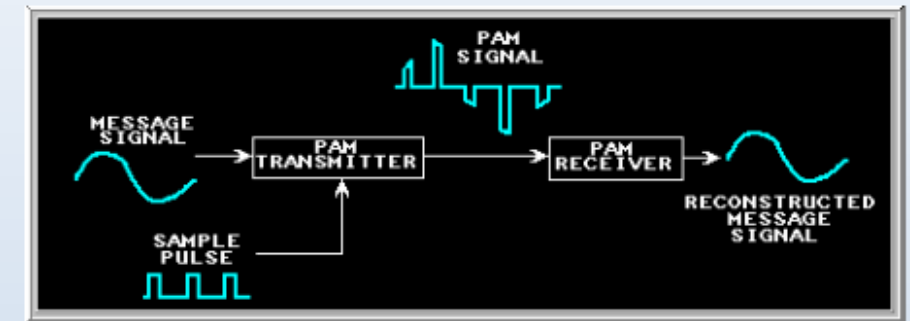 PAM
SIGNAL
MESSAGE
SIGNAL
PAM
TRANSMITTER
PAM
RECEIVER
RECONSTRUCTED
MESSAGE
SIGNAL
SAMPLE
PULSE